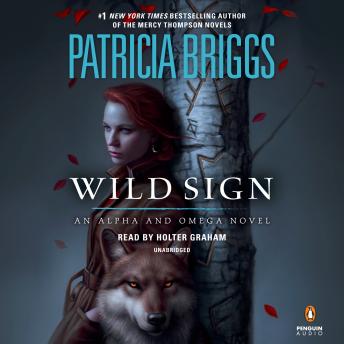 #1 NEW YORK TIMES BESTSELLING AUTHOR
OF THE MERCY THOMPSON NOVELS
PATRICIA BRIGGS
WILD SIGN
AN ALPHA AND OMEGA NOVEL
READ BY HOLTER GRAHAM
UNABRIDGED
PENGUIN
AUDIO